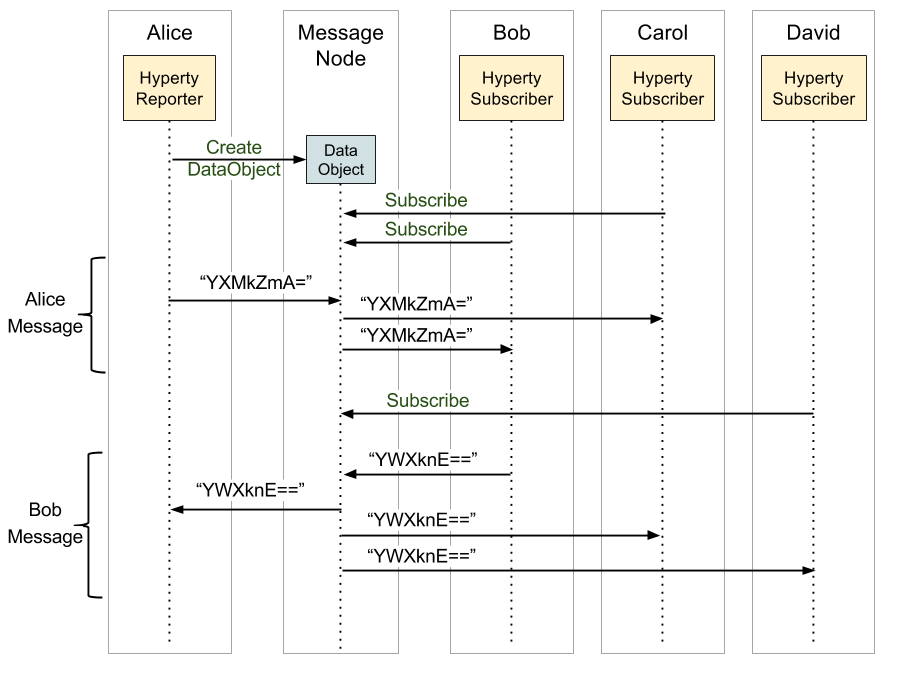 Alice
Message
Node
Bob
Carol
David
Hyperty
Reporter
Hyperty
Subscriber
Hyperty
Subscriber
Hyperty
Subscriber
Create
DataObject
Data
Object
Subscribe
Subscribe
Alice
Message
“YXMkZmA=”
“YXMkZmA=”
“YXMkZmA=”
Subscribe
Bob
Message
“YWXknE==”
“YWXknE==”
“YWXknE==”
“YWXknE==”